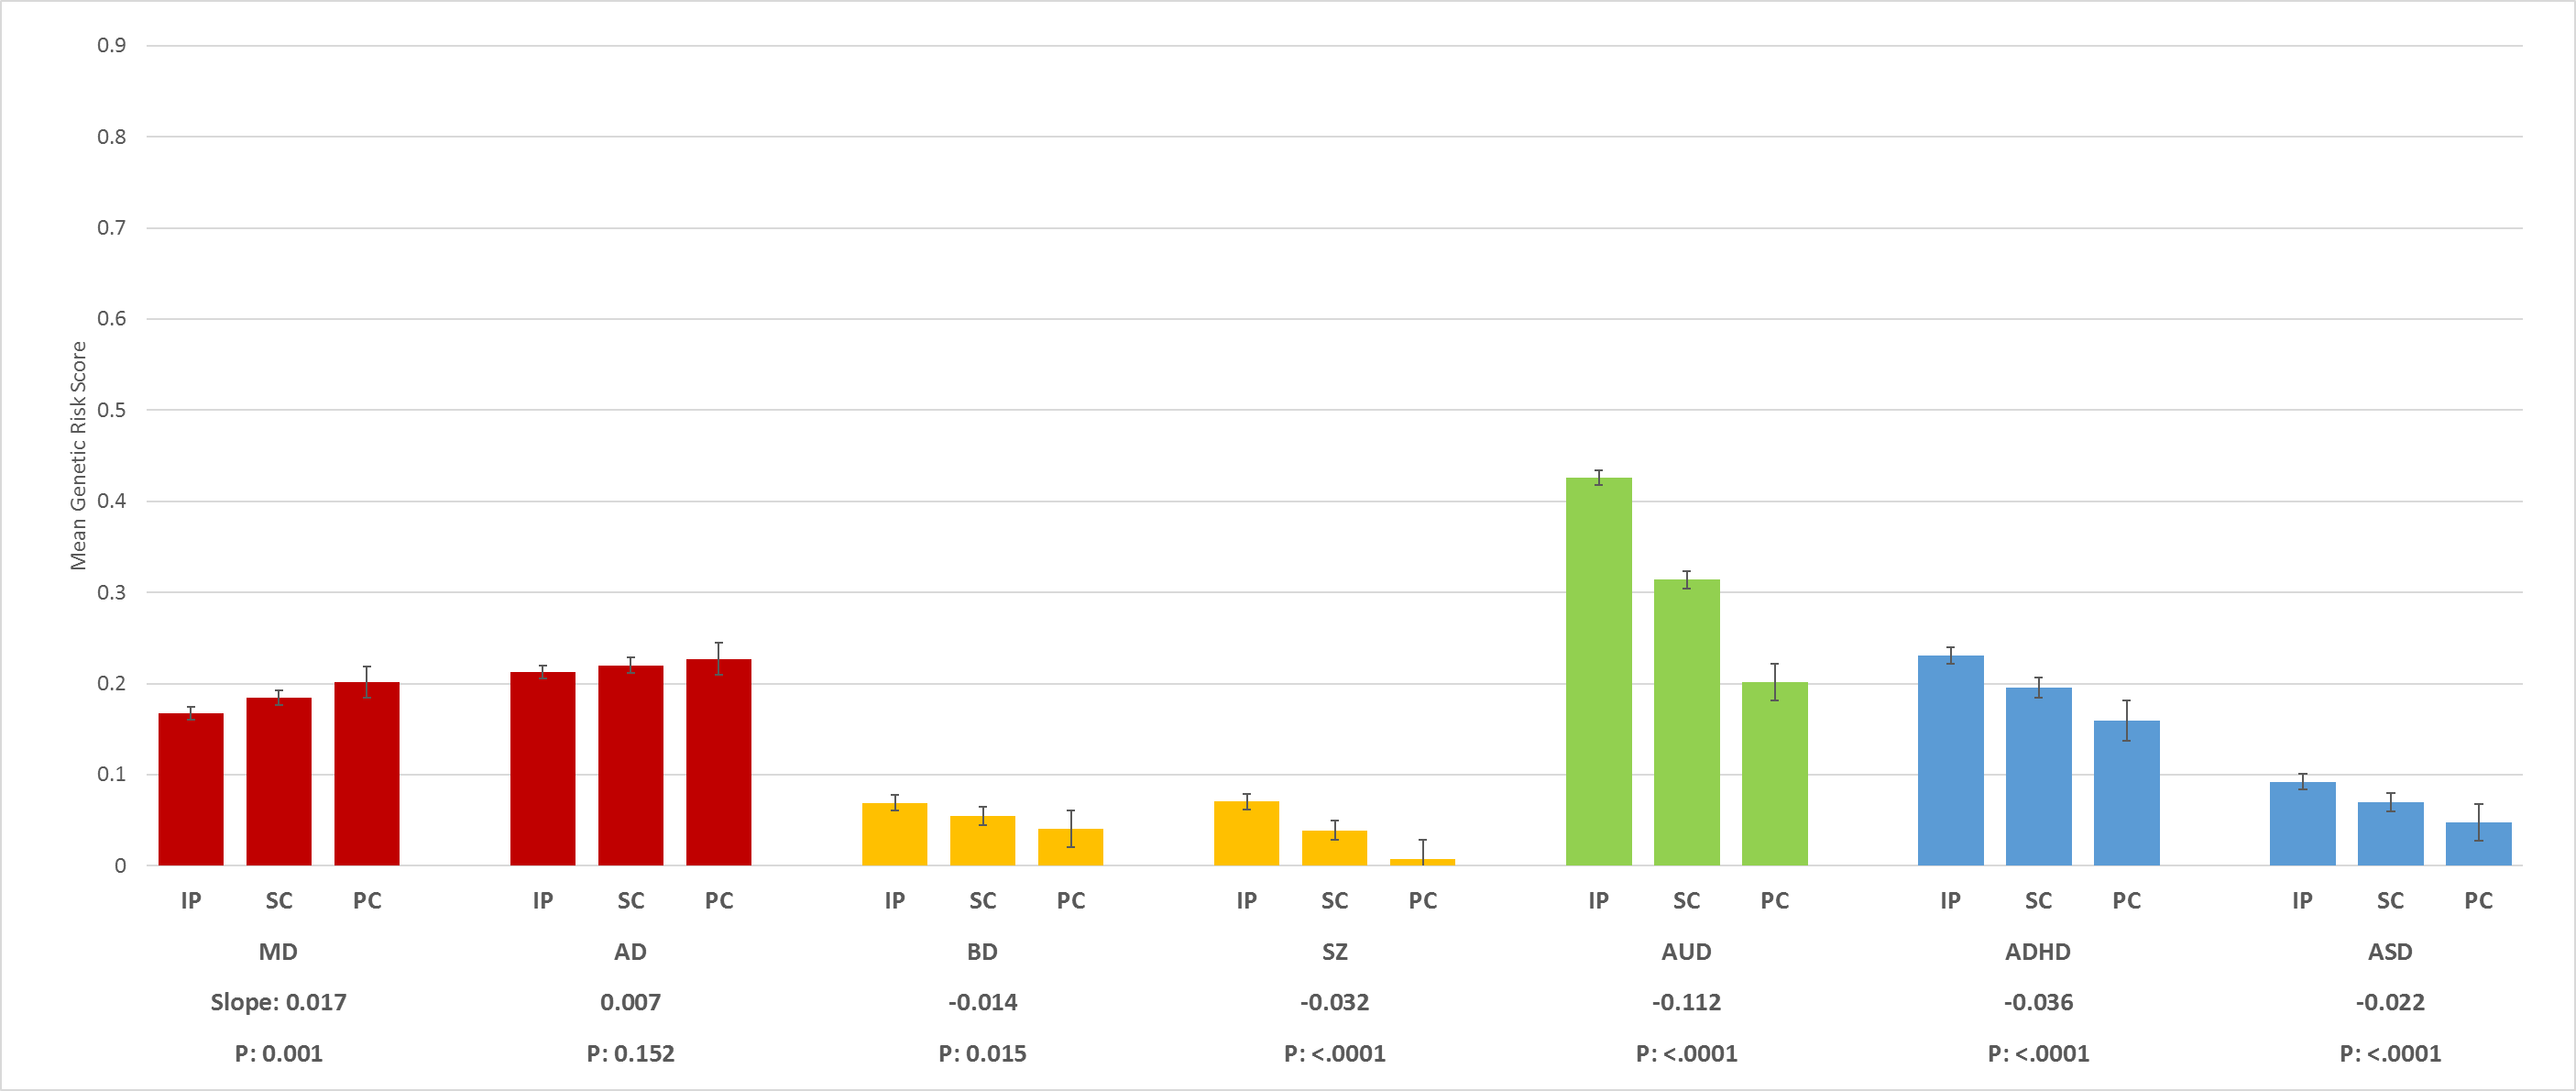 0.9
0.8
0.7
0.6
0.5
0.4
0.3
0.2
0.1
0
Mean Genetic Risk Score
IP SC PC IP SC PC IP SC PC IP SC PC IP SC PC IP SC PC IP SC PC
MD AD BD SZ AUD ADHD ASD
Slope: 0.017 0.007 -0.014 -0.032 -0.112 -0.036 -0.022
P: 0.001 P: 0.152 P: 0.015 P: <.0001 P: <.0001 P: <.0001 P: <.0001